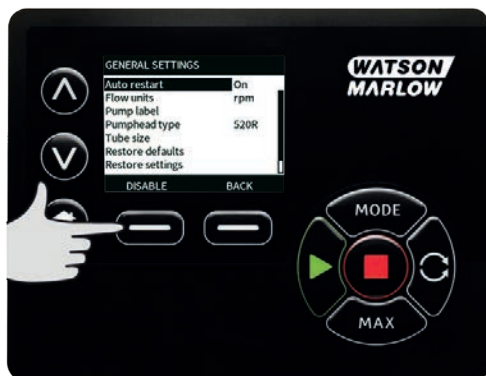 GENERAL SETTINGS
Auto restart On
Flow units rpm
Pump label
Pumphead type 520R
Tube size
Restore defaults
Restore settings
DISABLE BACK
WATSON
MARLOW
MODE
MAX